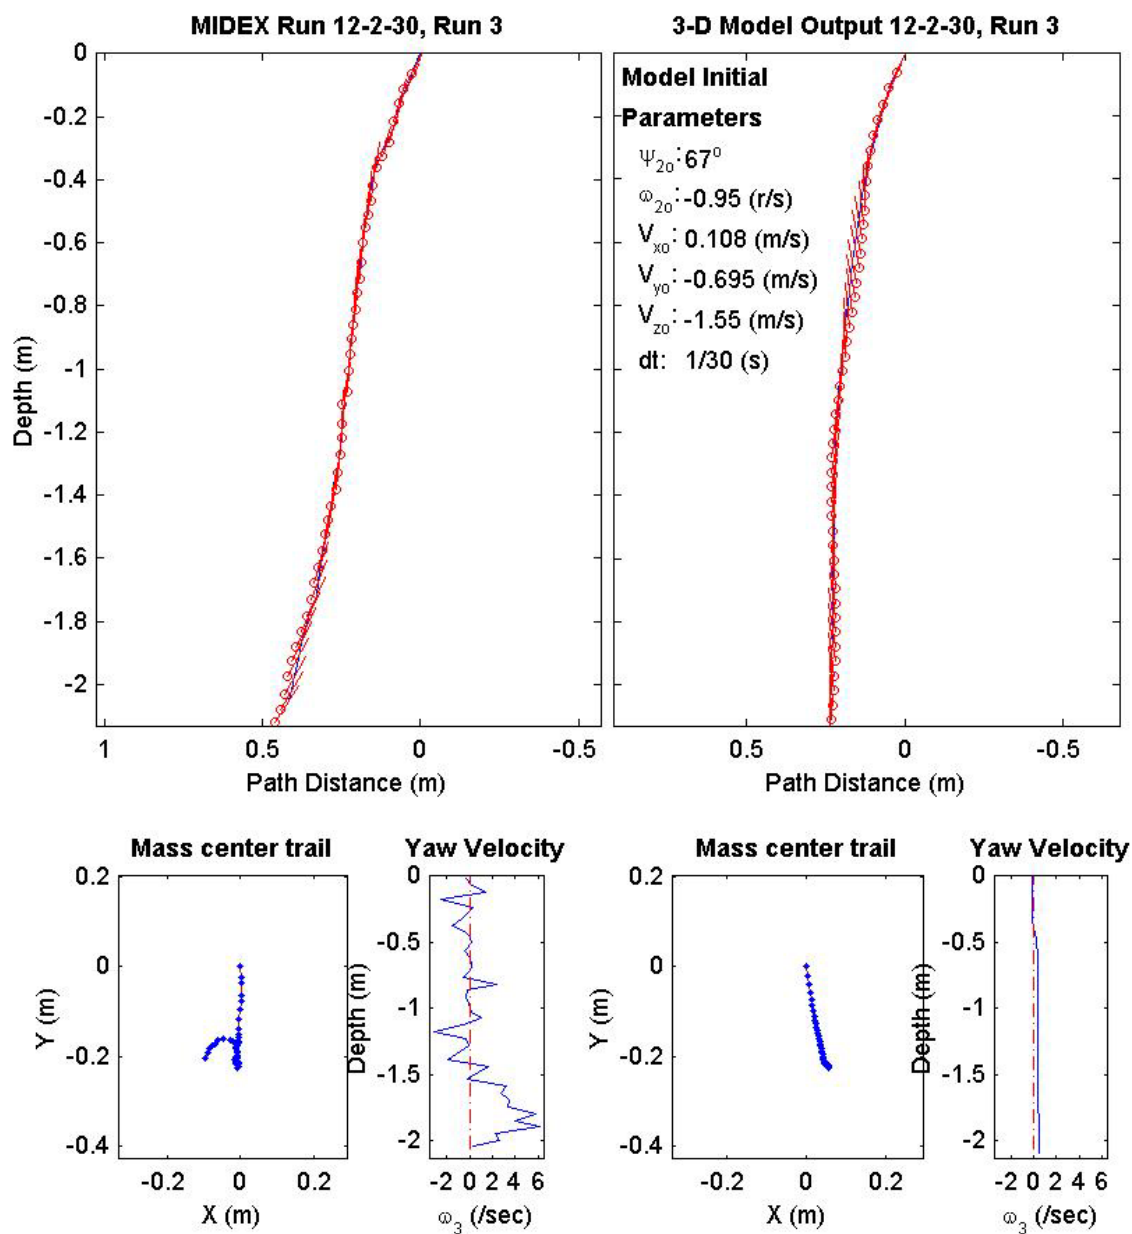 MIDEX Run 12-2-30, Run 3
0
-0.2
-0.4
-0.6
-0.8
-1
-1.2
-1.4
-1.6
-1.8
-2
Depth (m)
1 0.5 0 -0.5
Path Distance (m)
3-D Model Output 12-2-30, Run 3
Model Initial
Parameters
Ψ2o: 67o
ω2o: -0.95 (r/s)
Vxo: 0.108 (m/s)
Vyo: -0.695 (m/s)
Vzo: -1.55 (m/s)
dt: 1/30 (s)
0.5 0 -0.5
Path Distance (m)
Mass center trail
0.2
0
-0.2
-0.4
Y (m)
-0.2 0 0.2
X (m)
Yaw Velocity
0
-0.5
-1
-1.5
-2
Depth (m)
-2 0 2 4 6
ω3 (/sec)
Mass center trail
0.2
0
-0.2
-0.4
Y (m)
-0.2 0 0.2
X (m)
Yaw Velocity
0
-0.5
-1
-1.5
-2
Depth (m)
-2 0 2 4 6
ω3 (/sec)